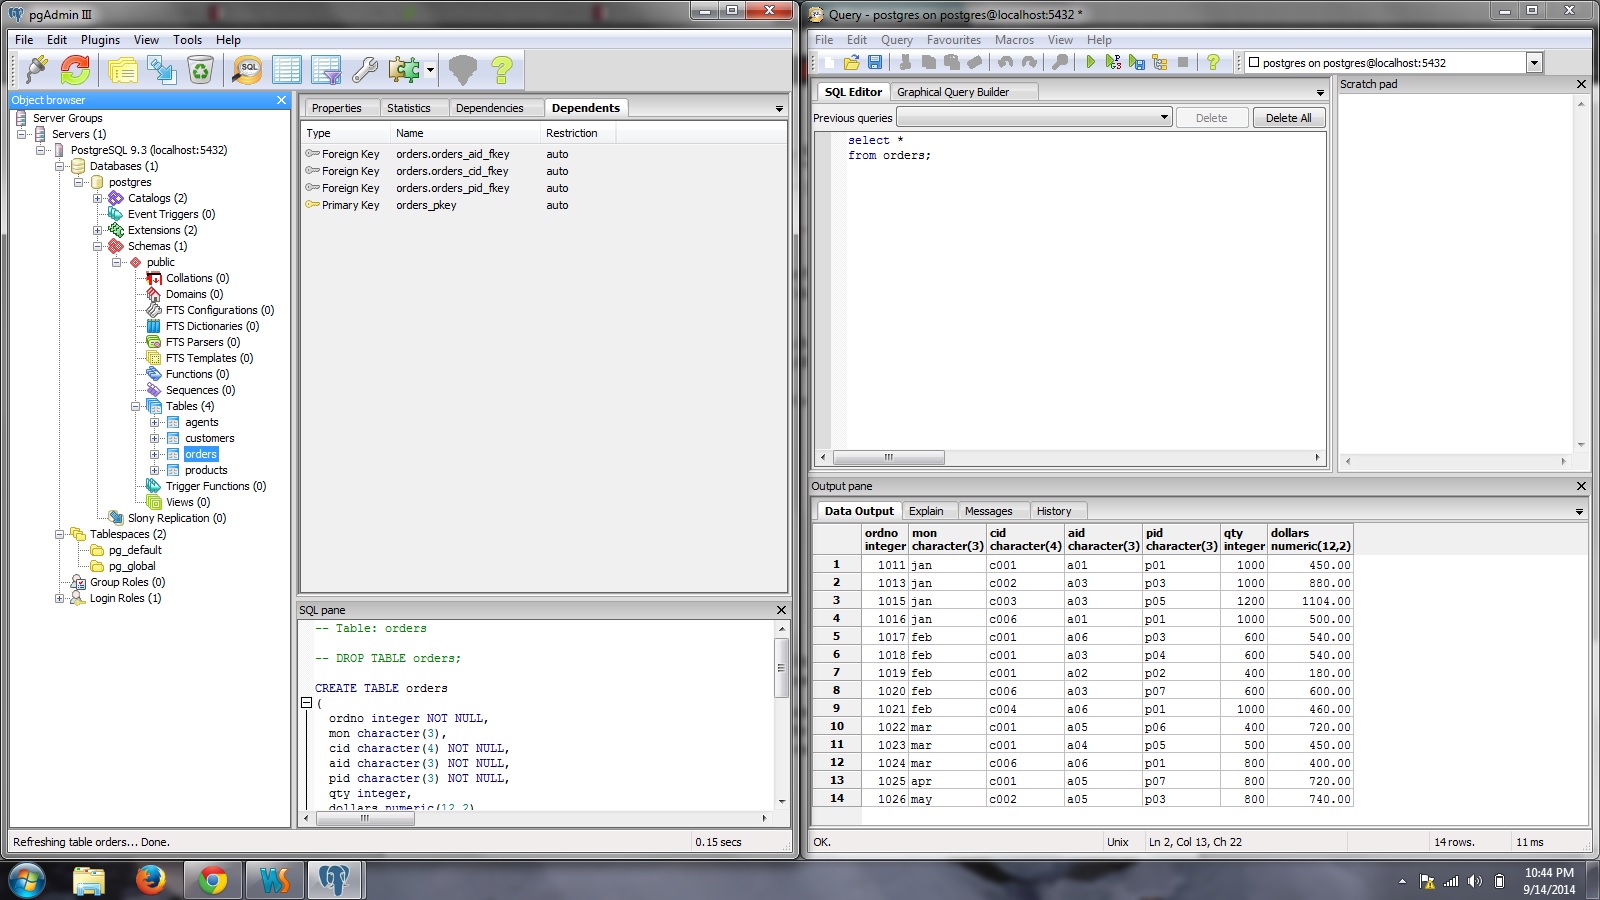 pgAdmin III
File Edit Plugins View Tools Help
SQL
Object browser
Server Groups
Servers (1)
PostgreSQL 9.3 (localhost:5432)
Databases (1)
postgres
Catalogs (2)
Event Triggers (0)
Extensions (2)
Schemas (1)
public
Collations (0)
Domains (0)
FTS Configurations (0)
FTS Dictionaries (0)
FTS Parsers (0)
FTS Templates (0)
Functions (0)
Sequences (0)
Tables (4)
agents
customers
orders
products
Trigger Functions (0)
Views (0)
Slony Replication (0)
Tablespaces (2)
pg_default
pg_global
Group Roles (0)
Login Roles (1)
Properties Statistics Dependencies Dependents
Type Name Restriction
Foreign Key orders.orders_aid_fkey auto
Foreign Key orders.orders_cid_fkey auto
Foreign Key orders.orders_pid_fkey auto
Primary Key orders_pkey auto
SQL pane
-- Table: orders
-- DROP TABLE orders;
CREATE TABLE orders
(
ordno integer NOT NULL,
mon character(3),
cid character(4) NOT NULL,
aid character(3) NOT NULL,
pid character(3) NOT NULL,
qty integer,
dollars numeric(12,2)
Refreshing table orders... Done. 0.15 secs
Query - postgres on postgres@localhost:5432 *
File Edit Query Favourites Macros View Help
postgres on postgres@localhost:5432
SQL Editor Graphical Query Builder
Previous queries Delete Delete All
select *
from orders;
Scratch pad
Output pane
Data Output Explain Messages History
ordno mon cid aid pid qty dollars
integer character(3) character(4) character(3) character(3) integer numeric(12,2)
1 1011 jan c001 a01 p01 1000 450.00
2 1013 jan c002 a03 p03 1000 880.00
3 1015 jan c003 a03 p05 1200 1104.00
4 1016 jan c006 a01 p01 1000 500.00
5 1017 feb c001 a06 p03 600 540.00
6 1018 feb c001 a03 p04 600 540.00
7 1019 feb c001 a02 p02 400 180.00
8 1020 feb c006 a03 p07 600 600.00
9 1021 feb c004 a06 p01 1000 460.00
10 1022 mar c001 a05 p06 400 720.00
11 1023 mar c001 a04 p05 500 450.00
12 1024 mar c006 a06 p01 800 400.00
13 1025 apr c001 a05 p07 800 720.00
14 1026 may c002 a05 p03 800 740.00
OK. Unix Ln 2, Col 13, Ch 22 14 rows. 11 ms
10:44 PM
9/14/2014